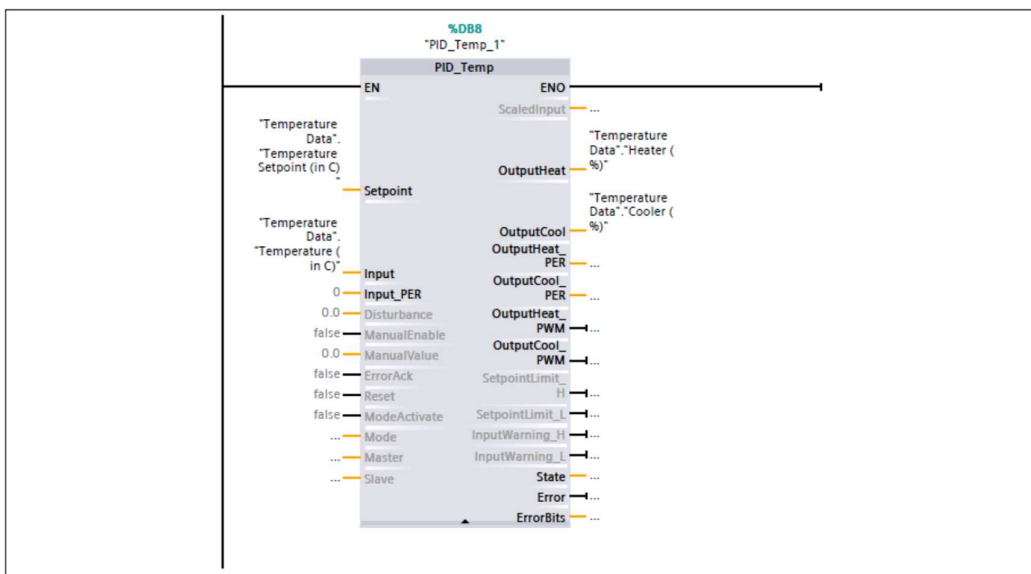 %DB8
"PID_Temp_1"
PID_Temp
EN
ENO
ScaledInput
...
"Temperature
Data".
"Temperature
Setpoint (in C)
"
Setpoint
"Temperature
Data"."Heater (
%)"
OutputHeat
"Temperature
Data"."Cooler (
%)"
OutputCool
"Temperature
Data".
"Temperature (
in C)"
Input
OutputHeat_
PER
...
0
Input_PER
OutputCool_
PER
...
0.0
Disturbance
OutputHeat_
PWM
...
false
ManualEnable
OutputCool_
PWM
...
0.0
ManualValue
false
ErrorAck
SetpointLimit_
H
...
false
Reset
false
ModeActivate
SetpointLimit_L
...
...
Mode
InputWarning_H
...
...
Master
InputWarning_L
...
...
Slave
State
...
Error
...
ErrorBits
...